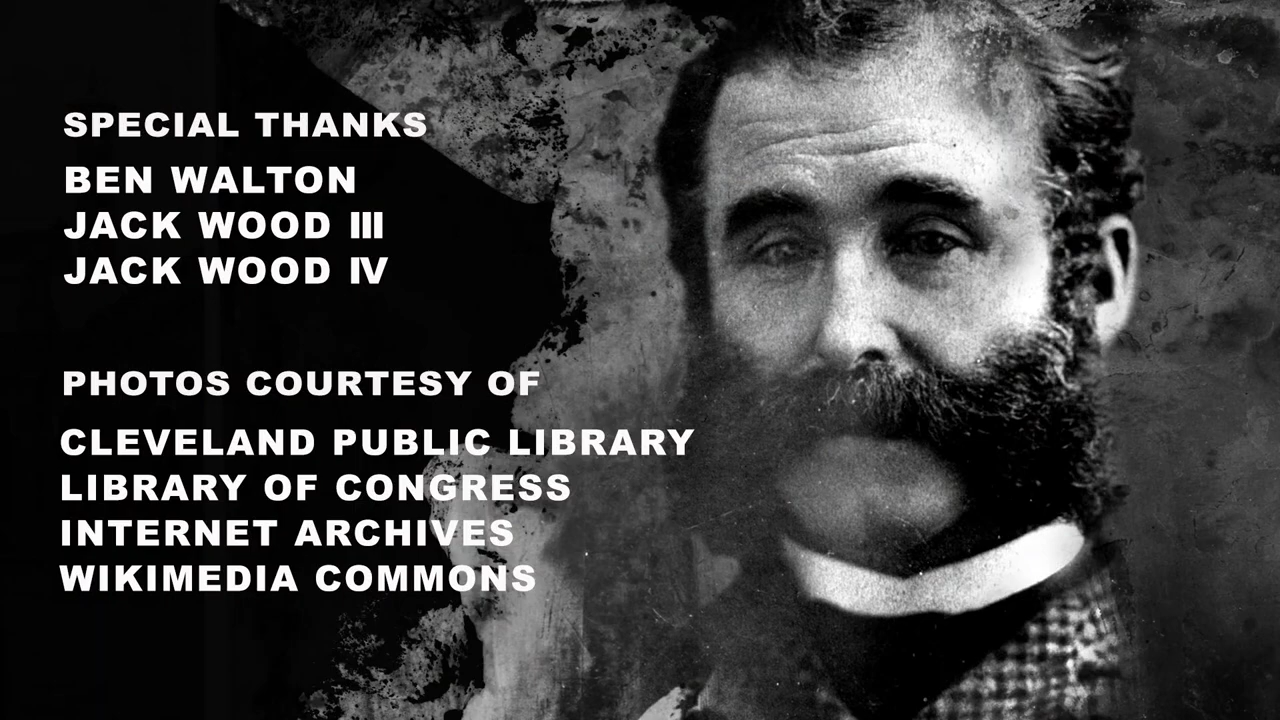 SPECIAL THANKS
BEN WALTON
JACK WOOD III
JACK WOOD IV
PHOTOS COURTESY OF
CLEVELAND PUBLIC LIBRARY
LIBRARY OF CONGRESS
INTERNET ARCHIVES
WIKIMEDIA COMMONS